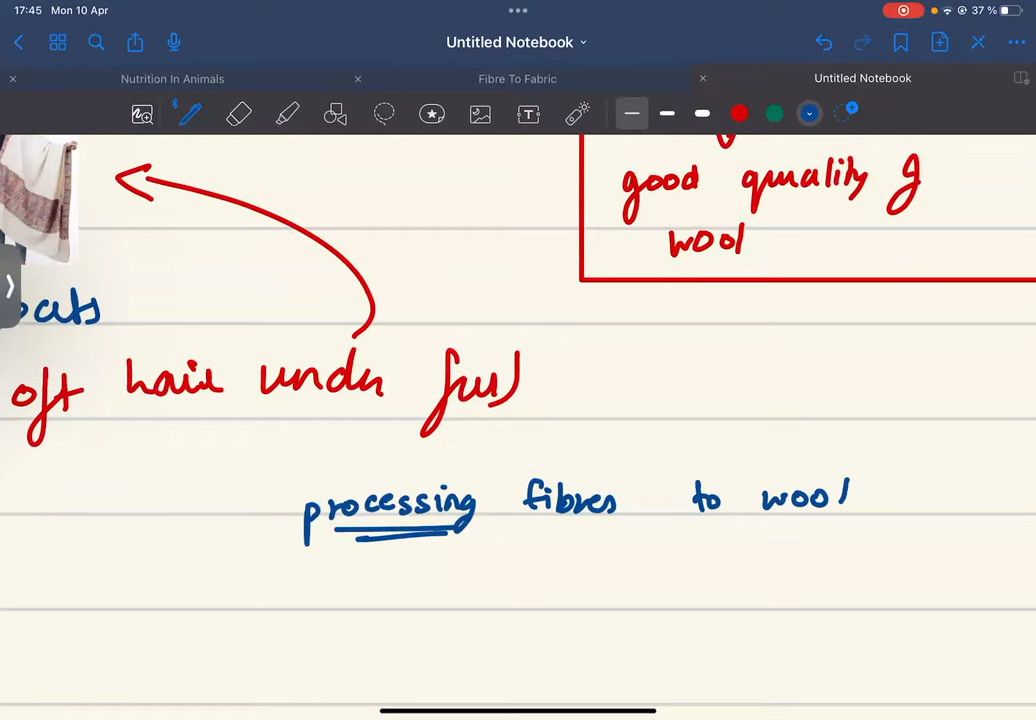 17:45 Mon 10 Apr
37 %
Untitled Notebook
Nutrition In Animals
Fibre To Fabric
Untitled Notebook
good quality of
wool
oats
oft hair under fur)
processing fibres to wool